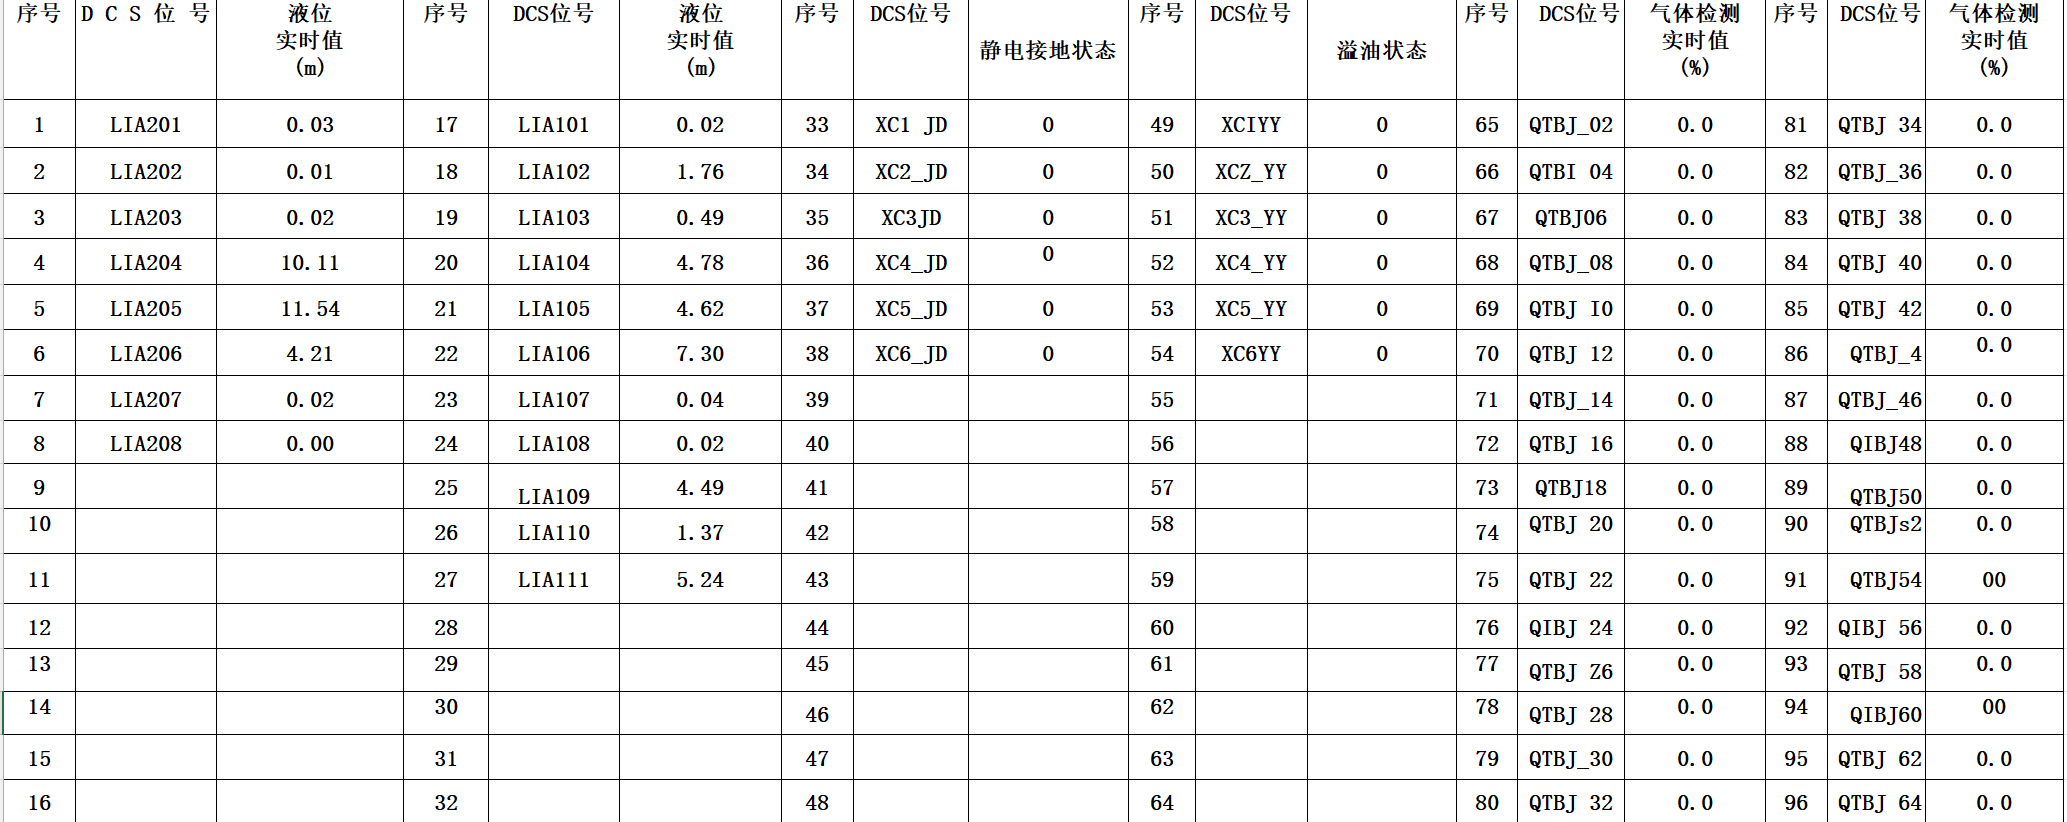 序号 DCS位号 液位 序号 DCS位号 液位 序号 DCS位号 静电接地状态 序号 DCS位号 溢油状态 序号 DCS位号 气体检测 序号 DCS位号 气体检测
实时值 实时值 实时值 实时值
(m) (m) (%) (%)
1 LIA201 0.03 17 LIA101 0.02 33 XC1 JD 0 49 XCIYY 0 65 QTBJ_02 0.0 81 QTBJ 34 0.0
2 LIA202 0.01 18 LIA102 1.76 34 XC2_JD 0 50 XCZ_YY 0 66 QTBI 04 0.0 82 QTBJ_36 0.0
3 LIA203 0.02 19 LIA103 0.49 35 XC3JD 0 51 XC3_YY 0 67 QTBJ06 0.0 83 QTBJ 38 0.0
4 LIA204 10.11 20 LIA104 4.78 36 XC4_JD 0 52 XC4_YY 0 68 QTBJ_08 0.0 84 QTBJ 40 0.0
5 LIA205 11.54 21 LIA105 4.62 37 XC5_JD 0 53 XC5_YY 0 69 QTBJ I0 0.0 85 QTBJ 42 0.0
6 LIA206 4.21 22 LIA106 7.30 38 XC6_JD 0 54 XC6YY 0 70 QTBJ 12 0.0 86 QTBJ_4 0.0
7 LIA207 0.02 23 LIA107 0.04 39 55 71 QTBJ_14 0.0 87 QTBJ_46 0.0
8 LIA208 0.00 24 LIA108 0.02 40 56 72 QTBJ 16 0.0 88 QIBJ48 0.0
9 25 LIA109 4.49 41 57 73 QTBJ18 0.0 89 QTBJ50 0.0
10 26 LIA110 1.37 42 58 74 QTBJ 20 0.0 90 QTBJs2 0.0
11 27 LIA111 5.24 43 59 75 QTBJ 22 0.0 91 QTBJ54 00
12 28 44 60 76 QIBJ 24 0.0 92 QIBJ 56 0.0
13 29 45 61 77 QTBJ Z6 0.0 93 QTBJ 58 0.0
14 30 46 62 78 QTBJ 28 0.0 94 QIBJ60 00
15 31 47 63 79 QTBJ_30 0.0 95 QTBJ 62 0.0
16 32 48 64 80 QTBJ 32 0.0 96 QTBJ 64 0.0